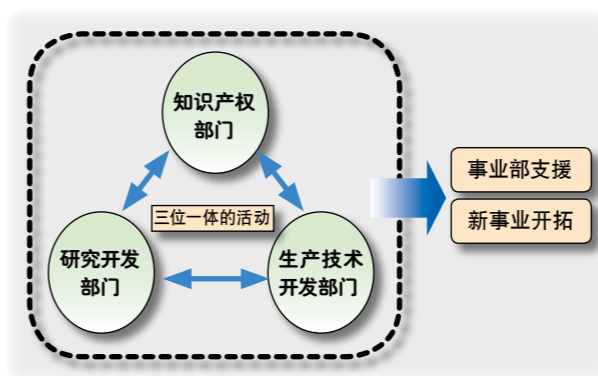 知识产权
部门
三位一体的活动
研究开发
部门
生产技术
开发部门
事业部支援
新事业开拓